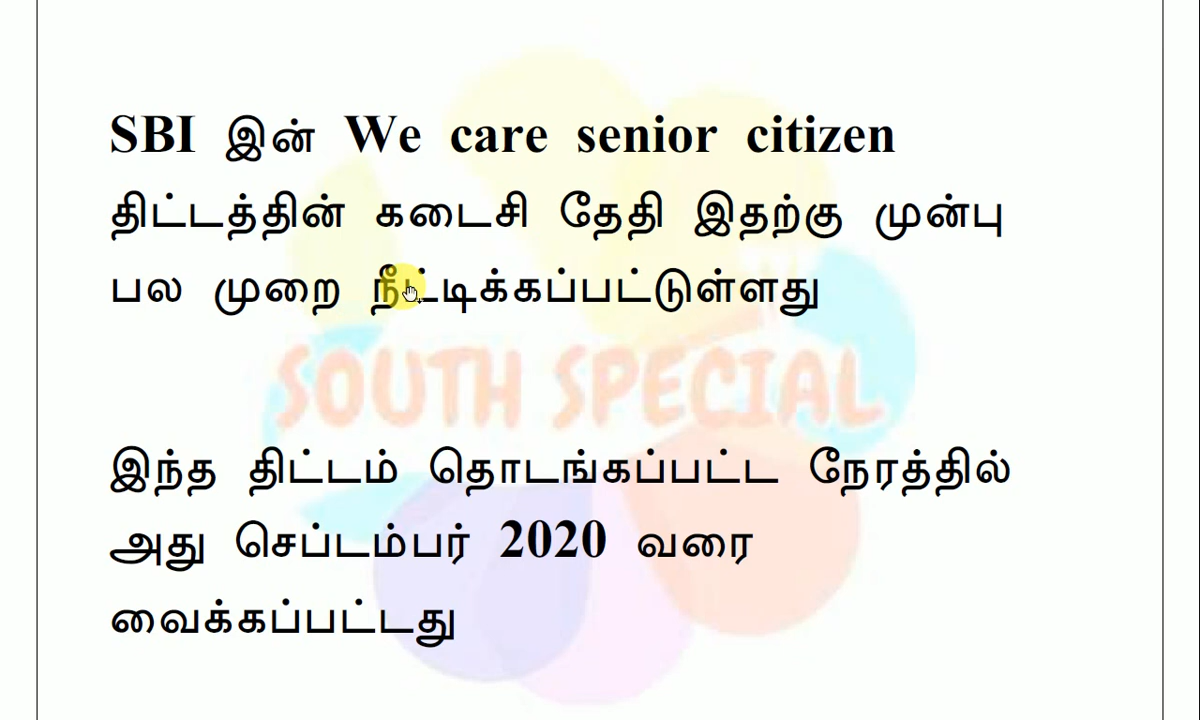 SBI இன் We care senior citizen
திட்டத்தின் கடைசி தேதி இதற்கு முன்பு
பல முறை நீட்டிக்கப்பட்டுள்ளது
SOUTH SPECIAL
இந்த திட்டம் தொடங்கப்பட்ட நேரத்தில்
அது செப்டம்பர் 2020 வரை
வைக்கப்பட்டது